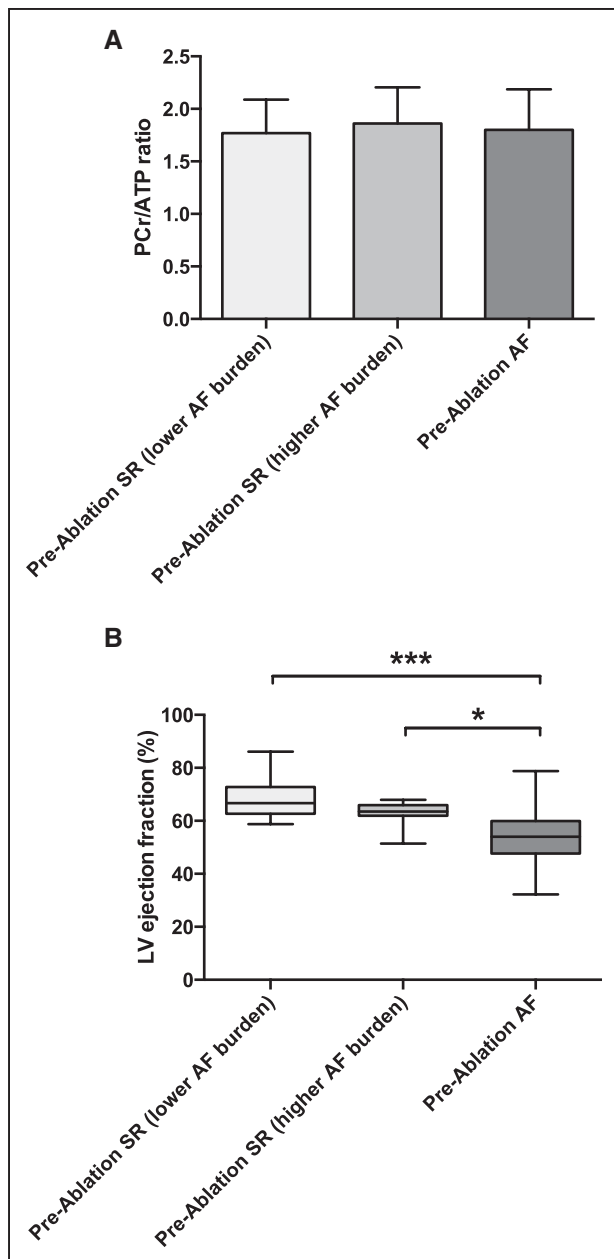 A
PCr/ATP ratio
2.5
2.0
1.5
1.0
0.5
0.0
Pre-Ablation SR (lower AF burden)
Pre-Ablation SR (higher AF burden)
Pre-Ablation AF
B
***
*
LV ejection fraction (%)
100
80
60
40
20
0
Pre-Ablation SR (lower AF burden)
Pre-Ablation SR (higher AF burden)
Pre-Ablation AF